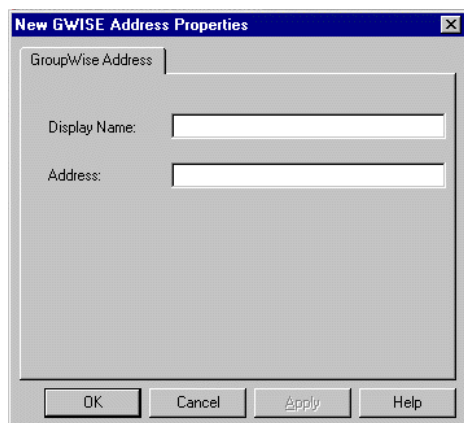 New GWISE Address Properties
GroupWise Address
Display Name:
Address:
OK Cancel Apply Help